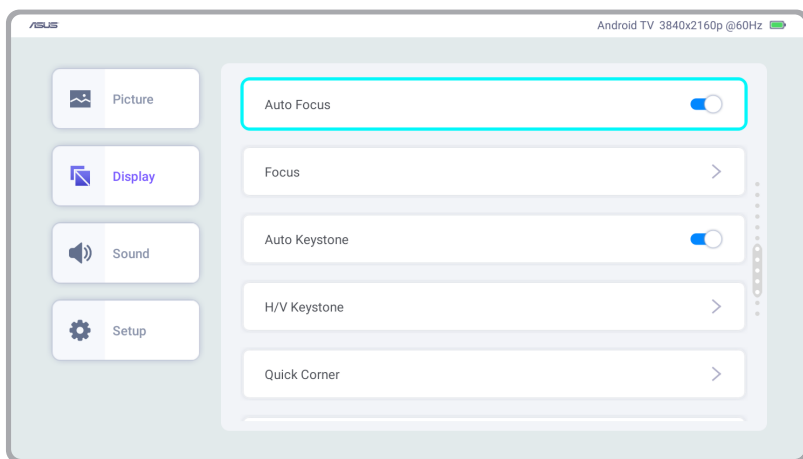 ASUS
Android TV 3840x2160p @60Hz
Picture
Display
Sound
Setup
Auto Focus
Focus
Auto Keystone
H/V Keystone
Quick Corner